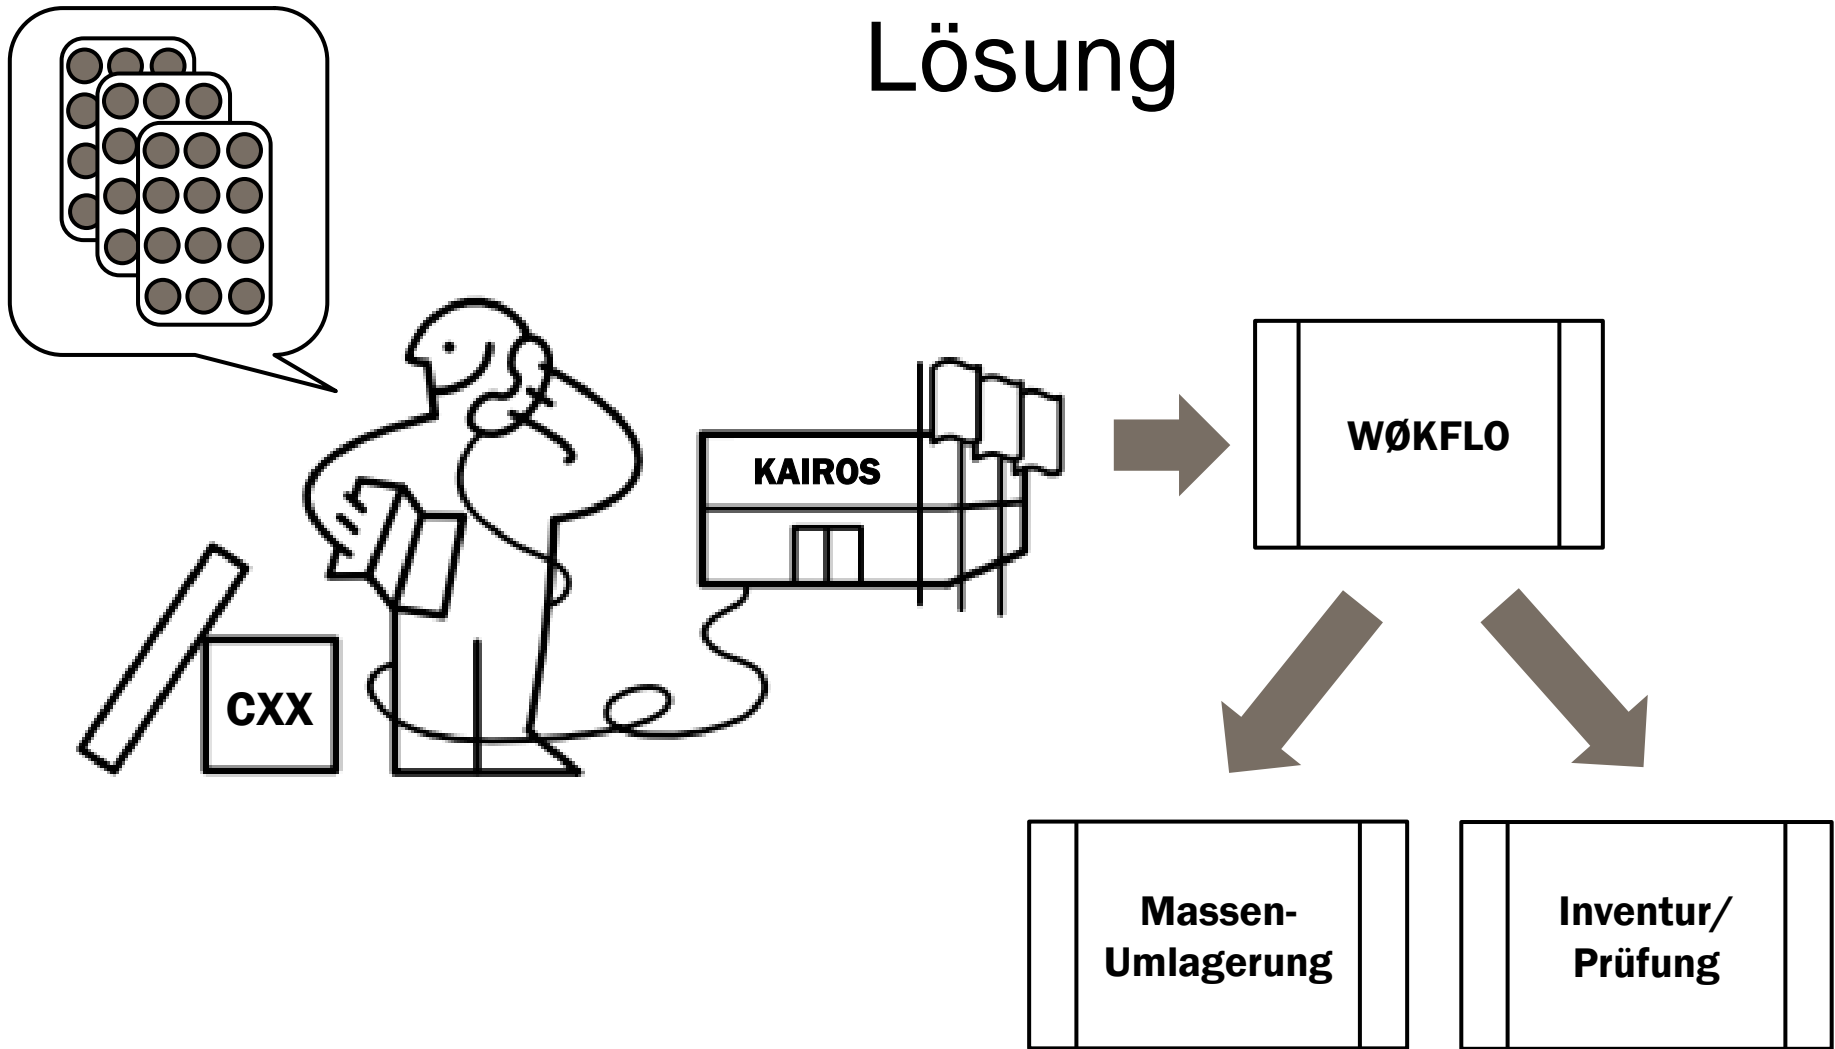 Lösung
KAIROS
WØKFLO
CXX
Massen-
Umlagerung
Inventur/
Prüfung